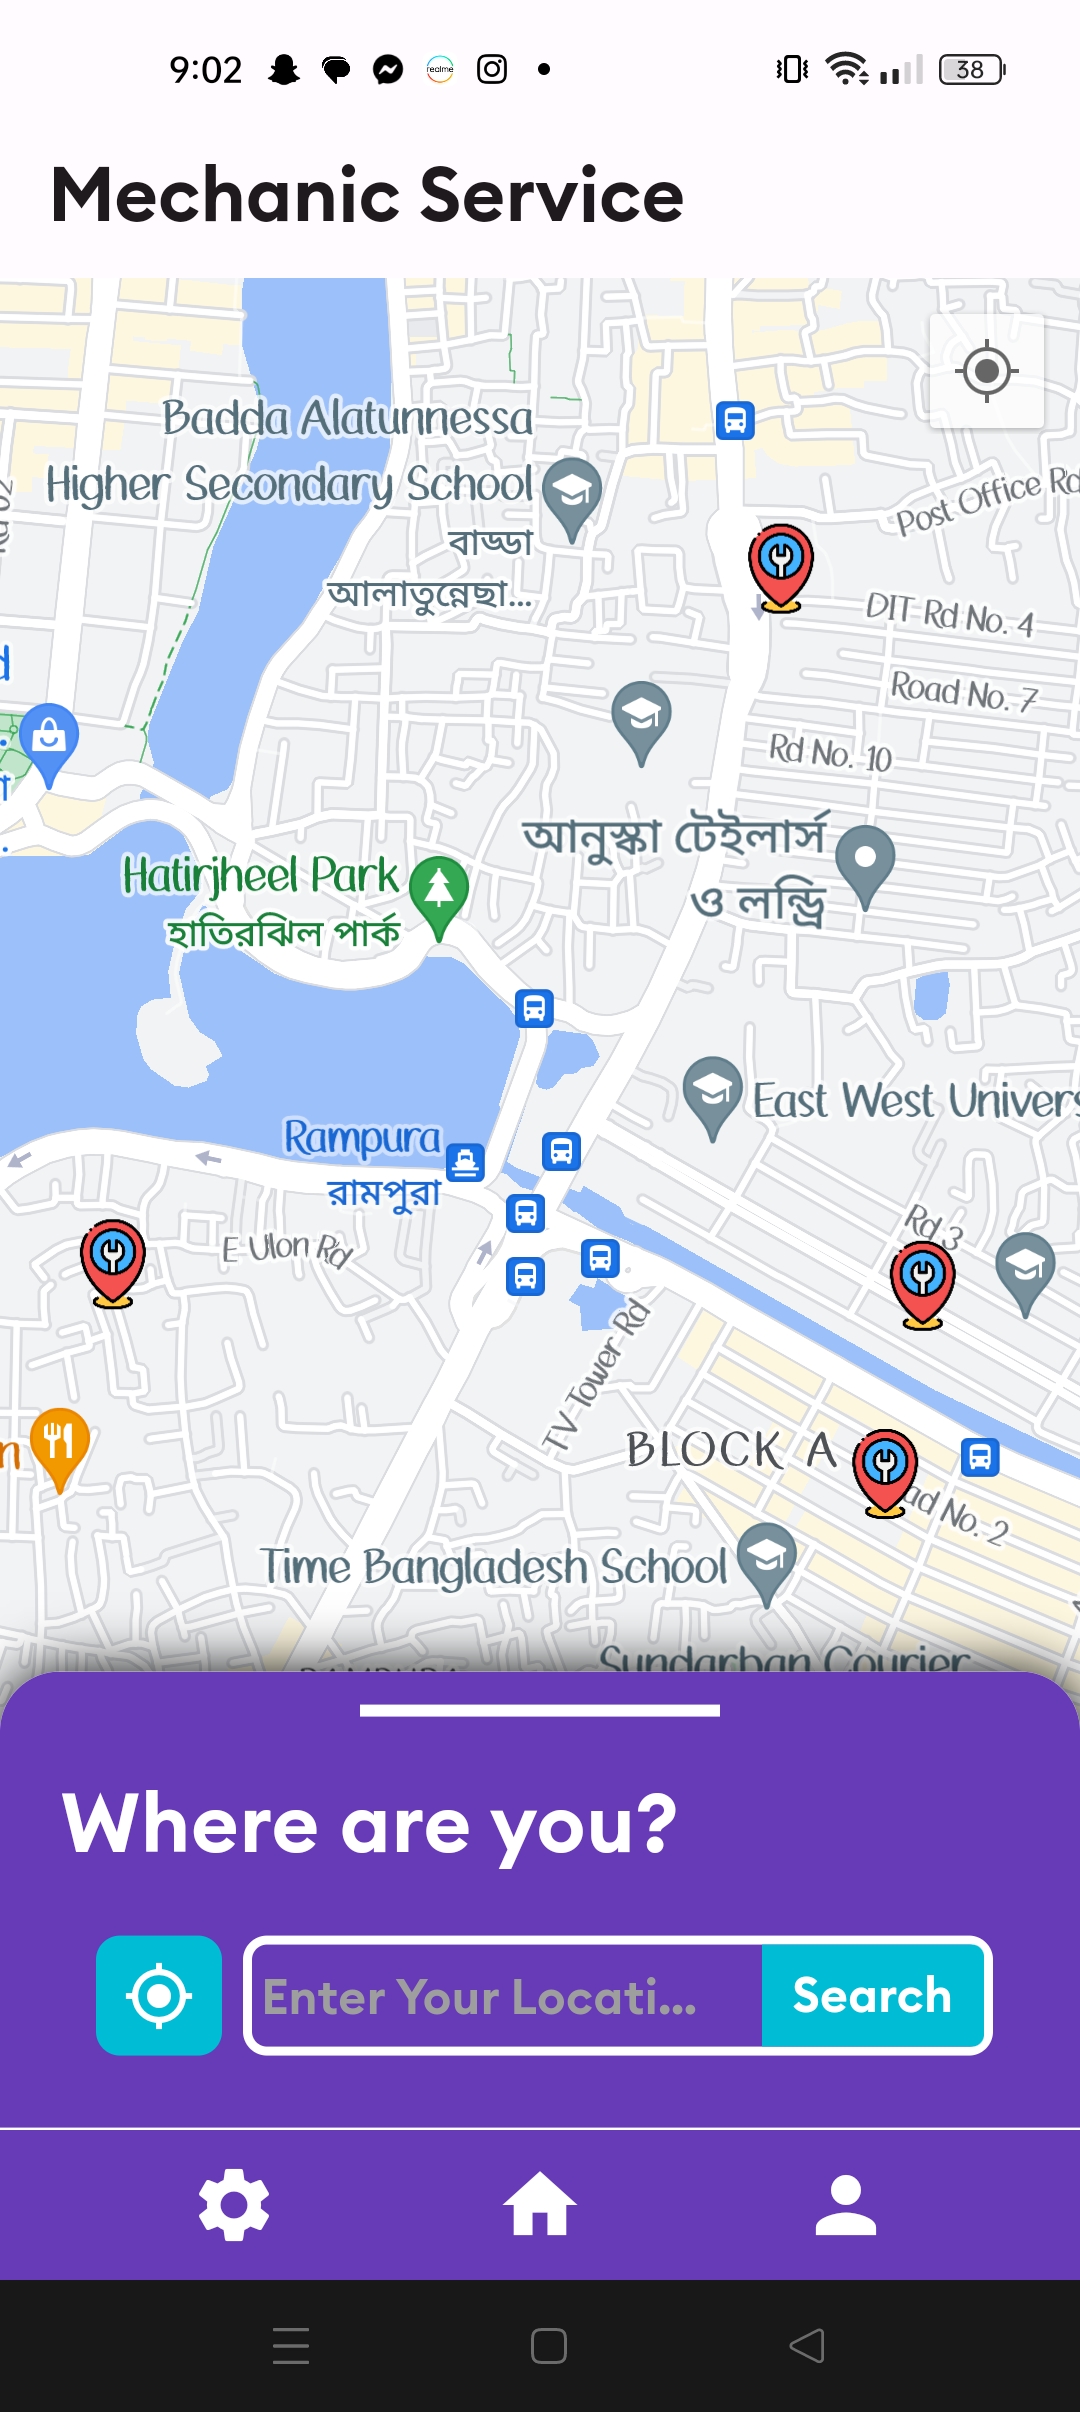 9:02
realme
38
Mechanic Service
Badda Alatunnessa
Higher Secondary School
বাড্ডা
আলাতুন্নেছা...
Post Office Rd
DIT Rd No. 4
Road No. 7
Rd No. 10
আনুস্কা টেইলার্স
ও লন্ড্রি
Hatirjheel Park
হাতিরঝিল পার্ক
East West Univers
Rampura
রামপুরা
E Ulon Rd
Rd 3
TV Tower Rd
BLOCK A
ad No. 2
Time Bangladesh School
Sundarban Courier
Where are you?
Enter Your Locati...
Search